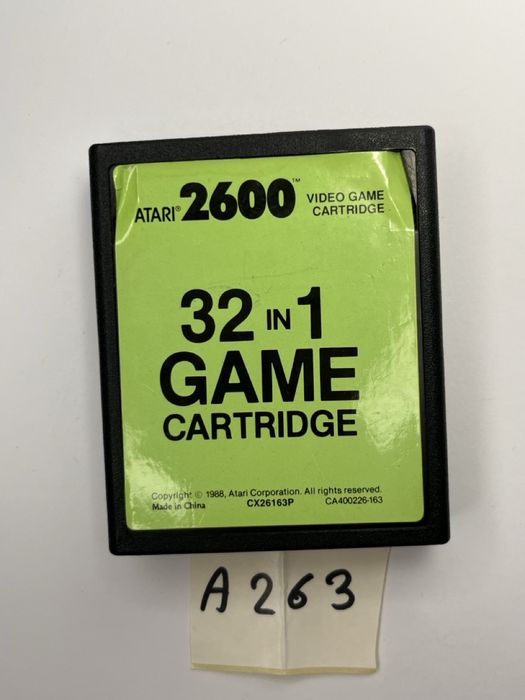 ATARI® 2600™ VIDEO GAME
CARTRIDGE
32 IN 1
GAME
CARTRIDGE
Copyright © 1988, Atari Corporation. All rights reserved.
Made in China CX26163P CA400226-163
A263